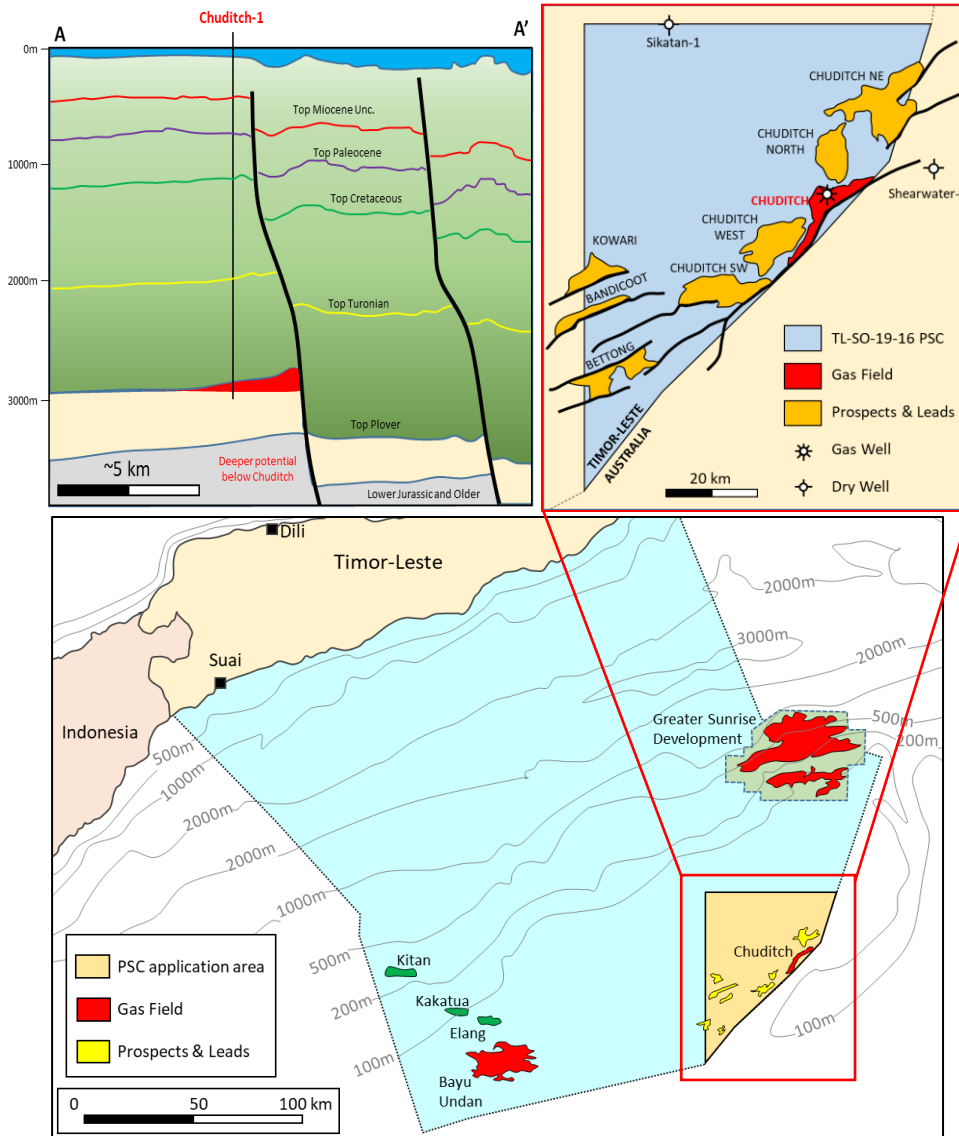 Chuditch-1
A
A'
0m
1000m
2000m
3000m
Top Miocene Unc.
Top Paleocene
Top Cretaceous
Top Turonian
Top Plover
~5 km
Deeper potential
below Chuditch
Lower Jurassic and Older
Sikatan-1
CHUDITCH NE
CHUDITCH
NORTH
CHUDITCH
Shearwater-
CHUDITCH
WEST
KOWARI
CHUDITCH SW
BANDICOOT
BETTONG
TIMOR-LESTE
AUSTRALIA
TL-SO-19-16 PSC
Gas Field
Prospects & Leads
Gas Well
Dry Well
20 km
Dili
Timor-Leste
Suai
Indonesia
2000m
3000m
2000m
Greater Sunrise
Development
500m
200m
500m
1000m
2000m
2000m
1000m
500m
200m
100m
Kitan
Kakatua
Elang
Bayu
Undan
Chuditch
100m
PSC application area
Gas Field
Prospects & Leads
0
50
100 km